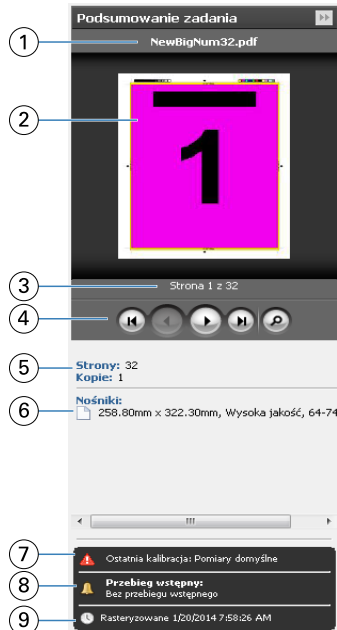 Podsumowanie zadania
1 NewBigNum32.pdf
2
1
3 Strona 1 z 32
4
5 Strony: 32
Kopie: 1
Nośniki:
6 258.80mm x 322.30mm, Wysoka jakość, 64-74
7 Ostatnia kalibracja: Pomiary domyślne
8 Przebieg wstępny:
Bez przebiegu wstępnego
9 Rasteryzowane 1/20/2014 7:58:26 AM